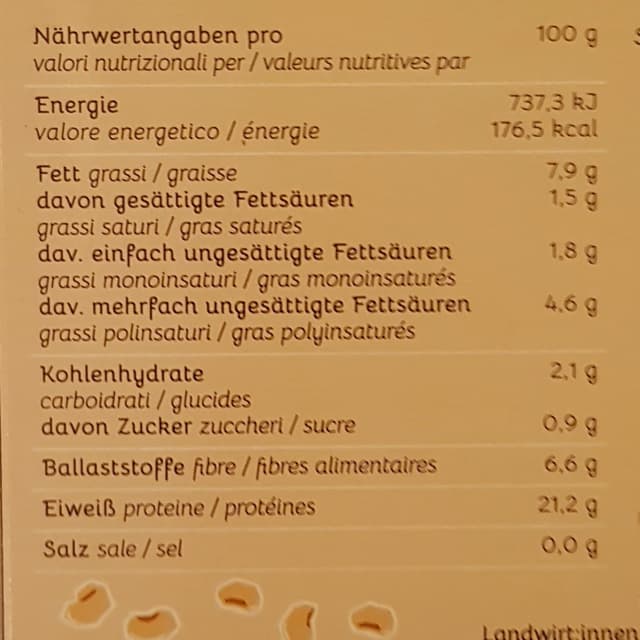 Nährwertangaben pro 100 g
valori nutrizionali per / valeurs nutritives par
Energie 737,3 kJ
valore energetico / énergie 176,5 kcal
Fett grassi / graisse 7,9 g
davon gesättigte Fettsäuren 1,5 g
grassi saturi / gras saturés
dav. einfach ungesättigte Fettsäuren 1,8 g
grassi monoinsaturi / gras monoinsaturés
dav. mehrfach ungesättigte Fettsäuren 4,6 g
grassi polinsaturi / gras polyinsaturés
Kohlenhydrate 2,1 g
carboidrati / glucides
davon Zucker zuccheri / sucre 0,9 g
Ballaststoffe fibre / fibres alimentaires 6,6 g
Eiweiß proteine / protéines 21,2 g
Salz sale / sel 0,0 g
Landwirt:innen